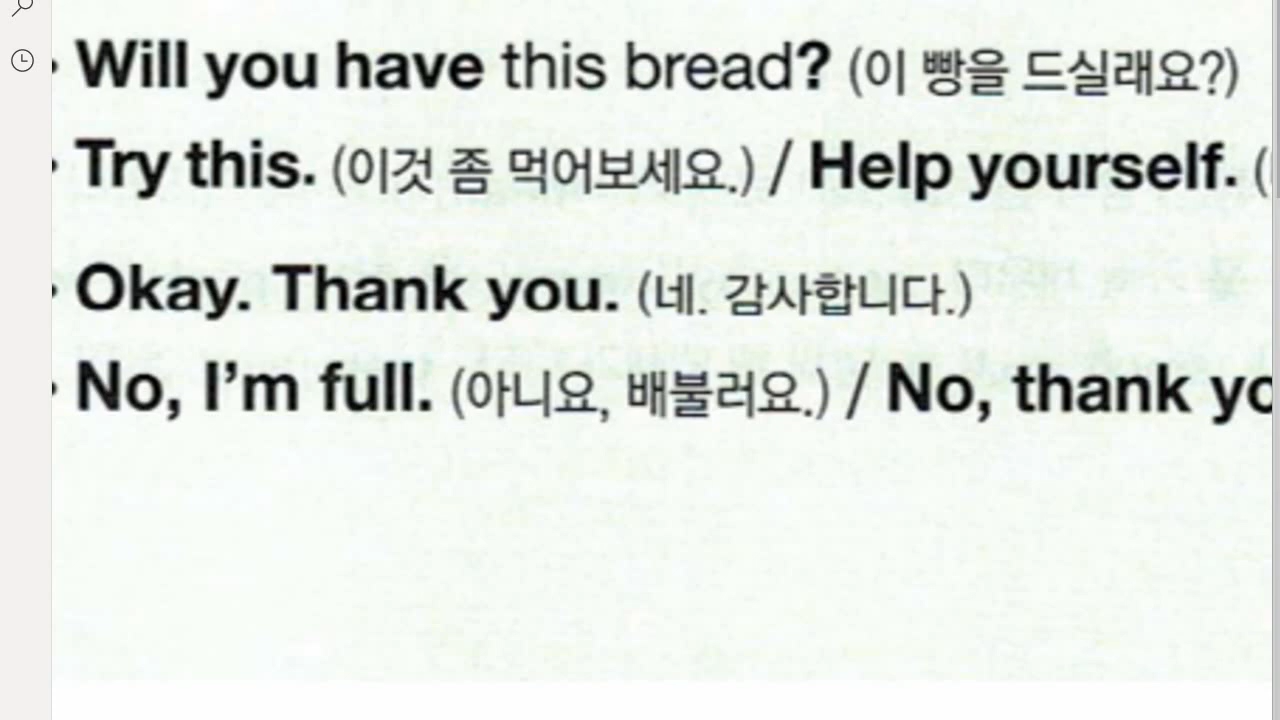 Will you have this bread? (이 빵을 드실래요?)
Try this. (이것 좀 먹어보세요.) / Help yourself. (
Okay. Thank you. (네. 감사합니다.)
No, I'm full. (아니요, 배불러요.) / No, thank